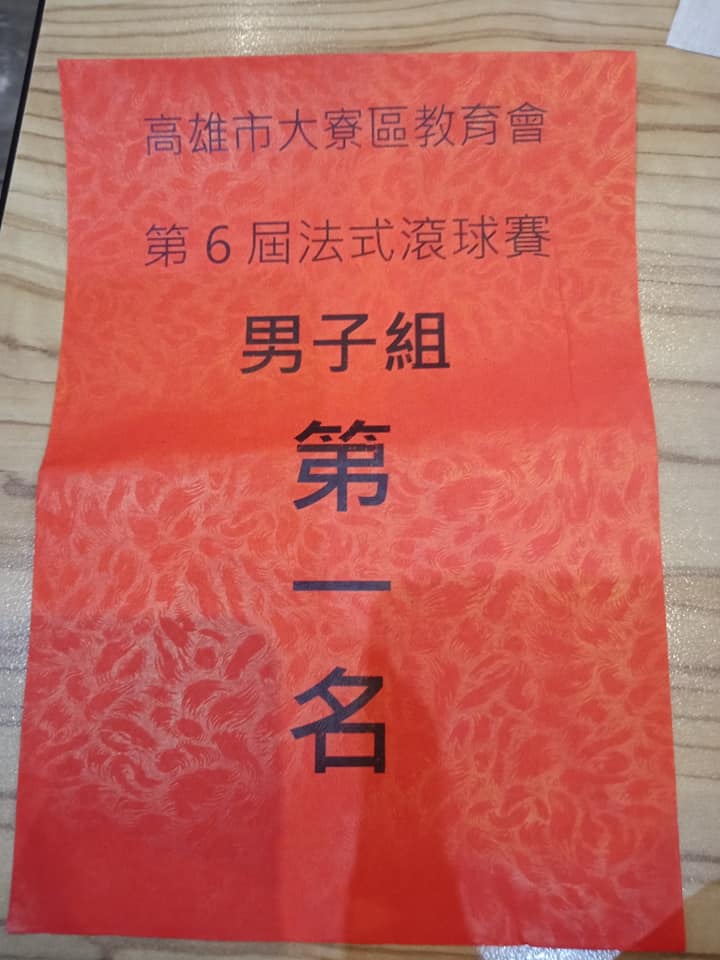 高雄市大寮區教育會
第6屆法式滾球賽
男子組
第
一
名